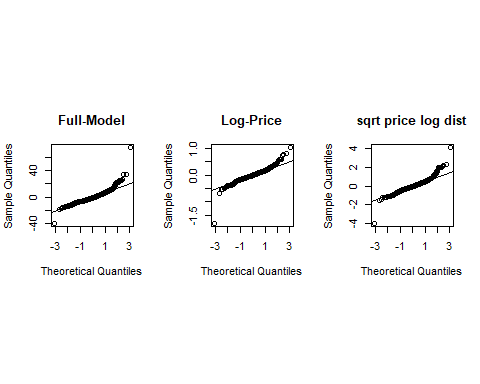 Full-Model
Sample Quantiles
-40 0 40
-3 -1 1 3
Theoretical Quantiles
Log-Price
Sample Quantiles
-1.5 0.0 1.0
-3 -1 1 3
Theoretical Quantiles
sqrt price log dist
Sample Quantiles
-4 -2 0 2 4
-3 -1 1 3
Theoretical Quantiles